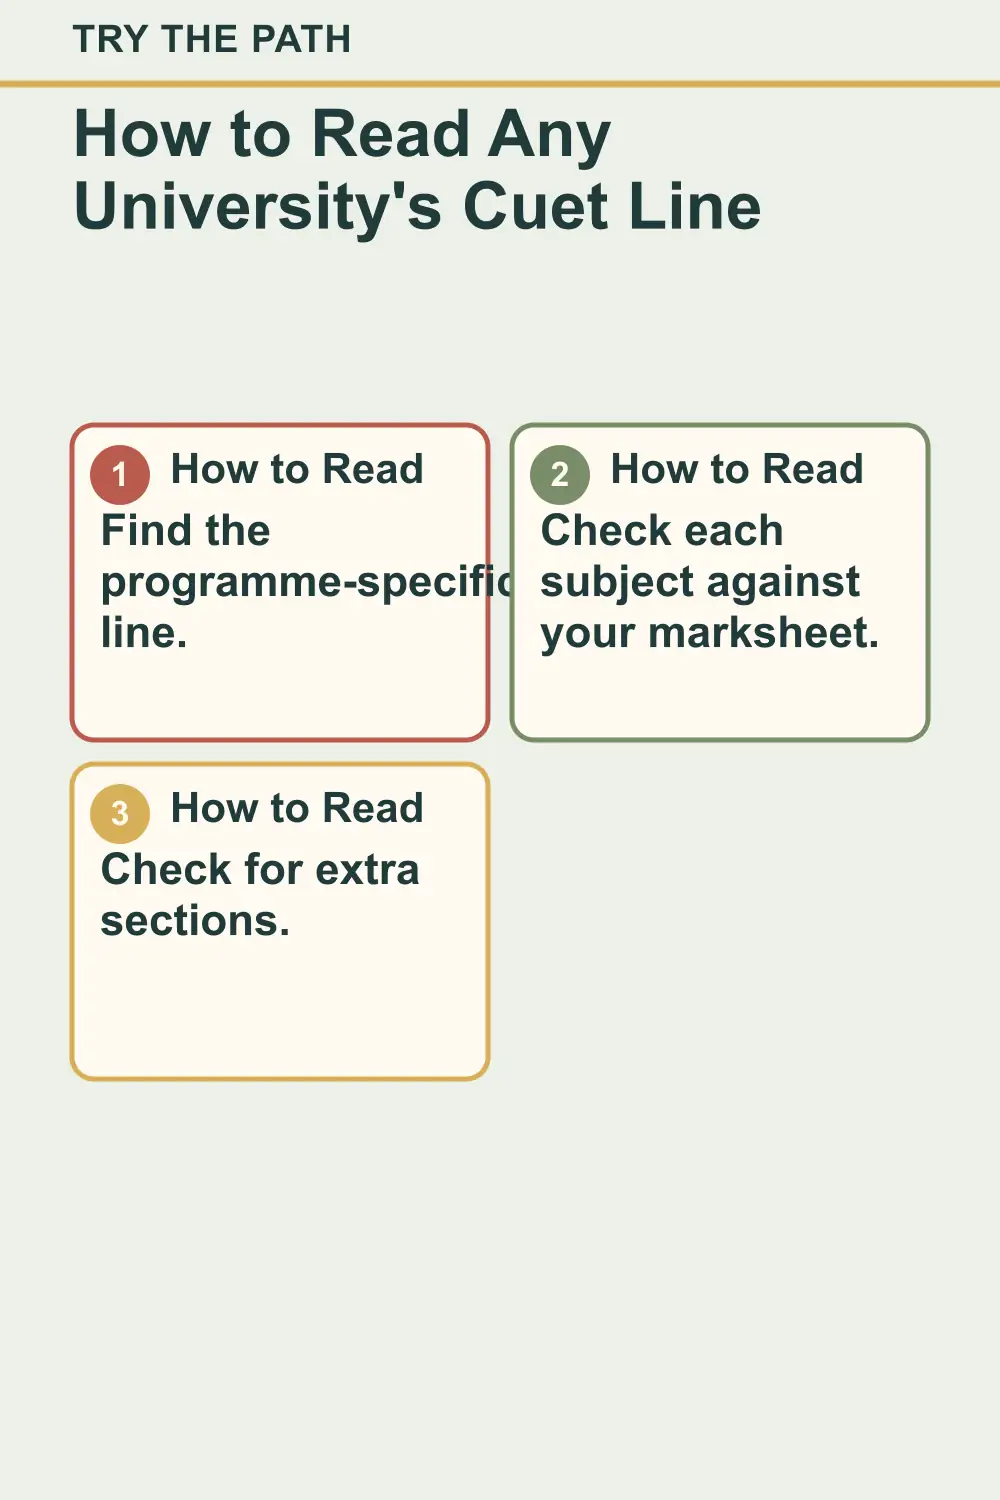 TRY THE PATH
How to Read Any
University's Cuet Line
1 How to Read
Find the
programme-specific
line.
2 How to Read
Check each
subject against
your marksheet.
3 How to Read
Check for extra
sections.